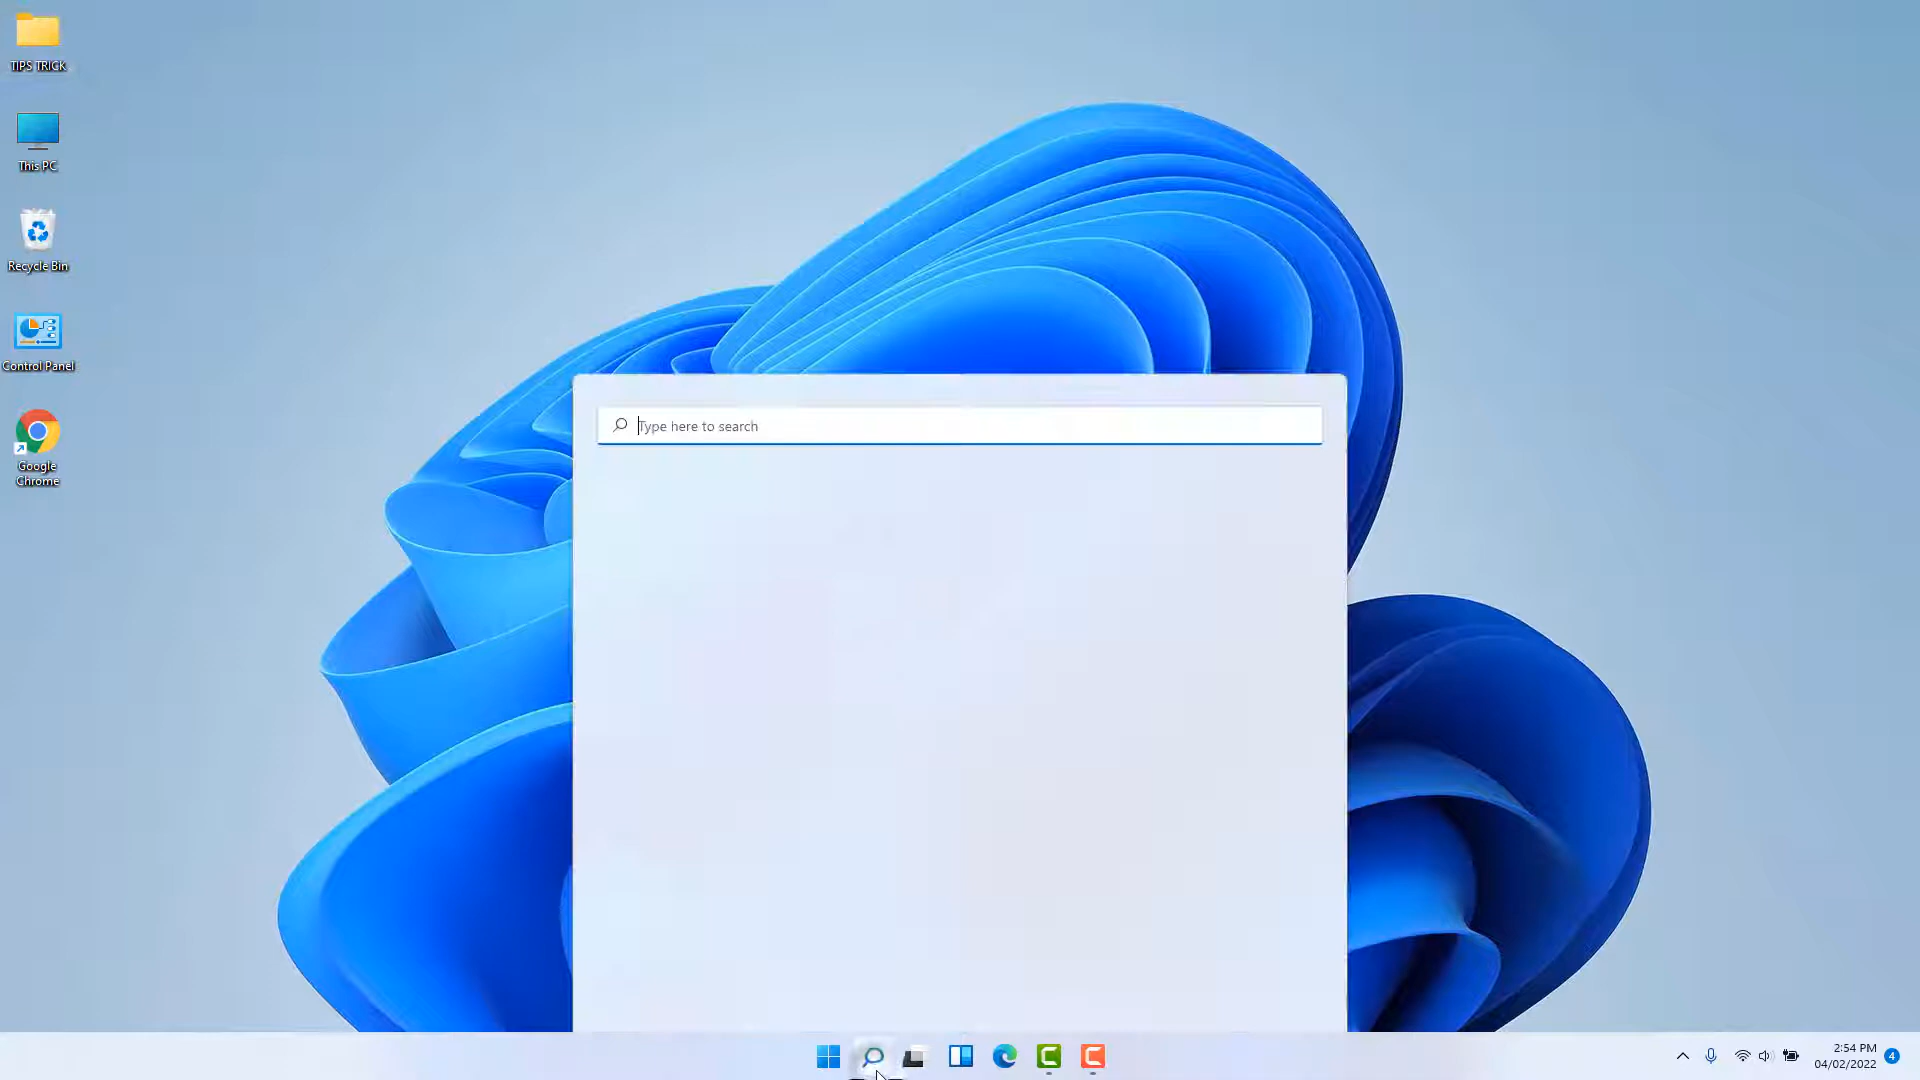 TIPS TRICK
This PC
Recycle Bin
Control Panel
Google
Chrome
Type here to search
2:54 PM
04/02/2022
4